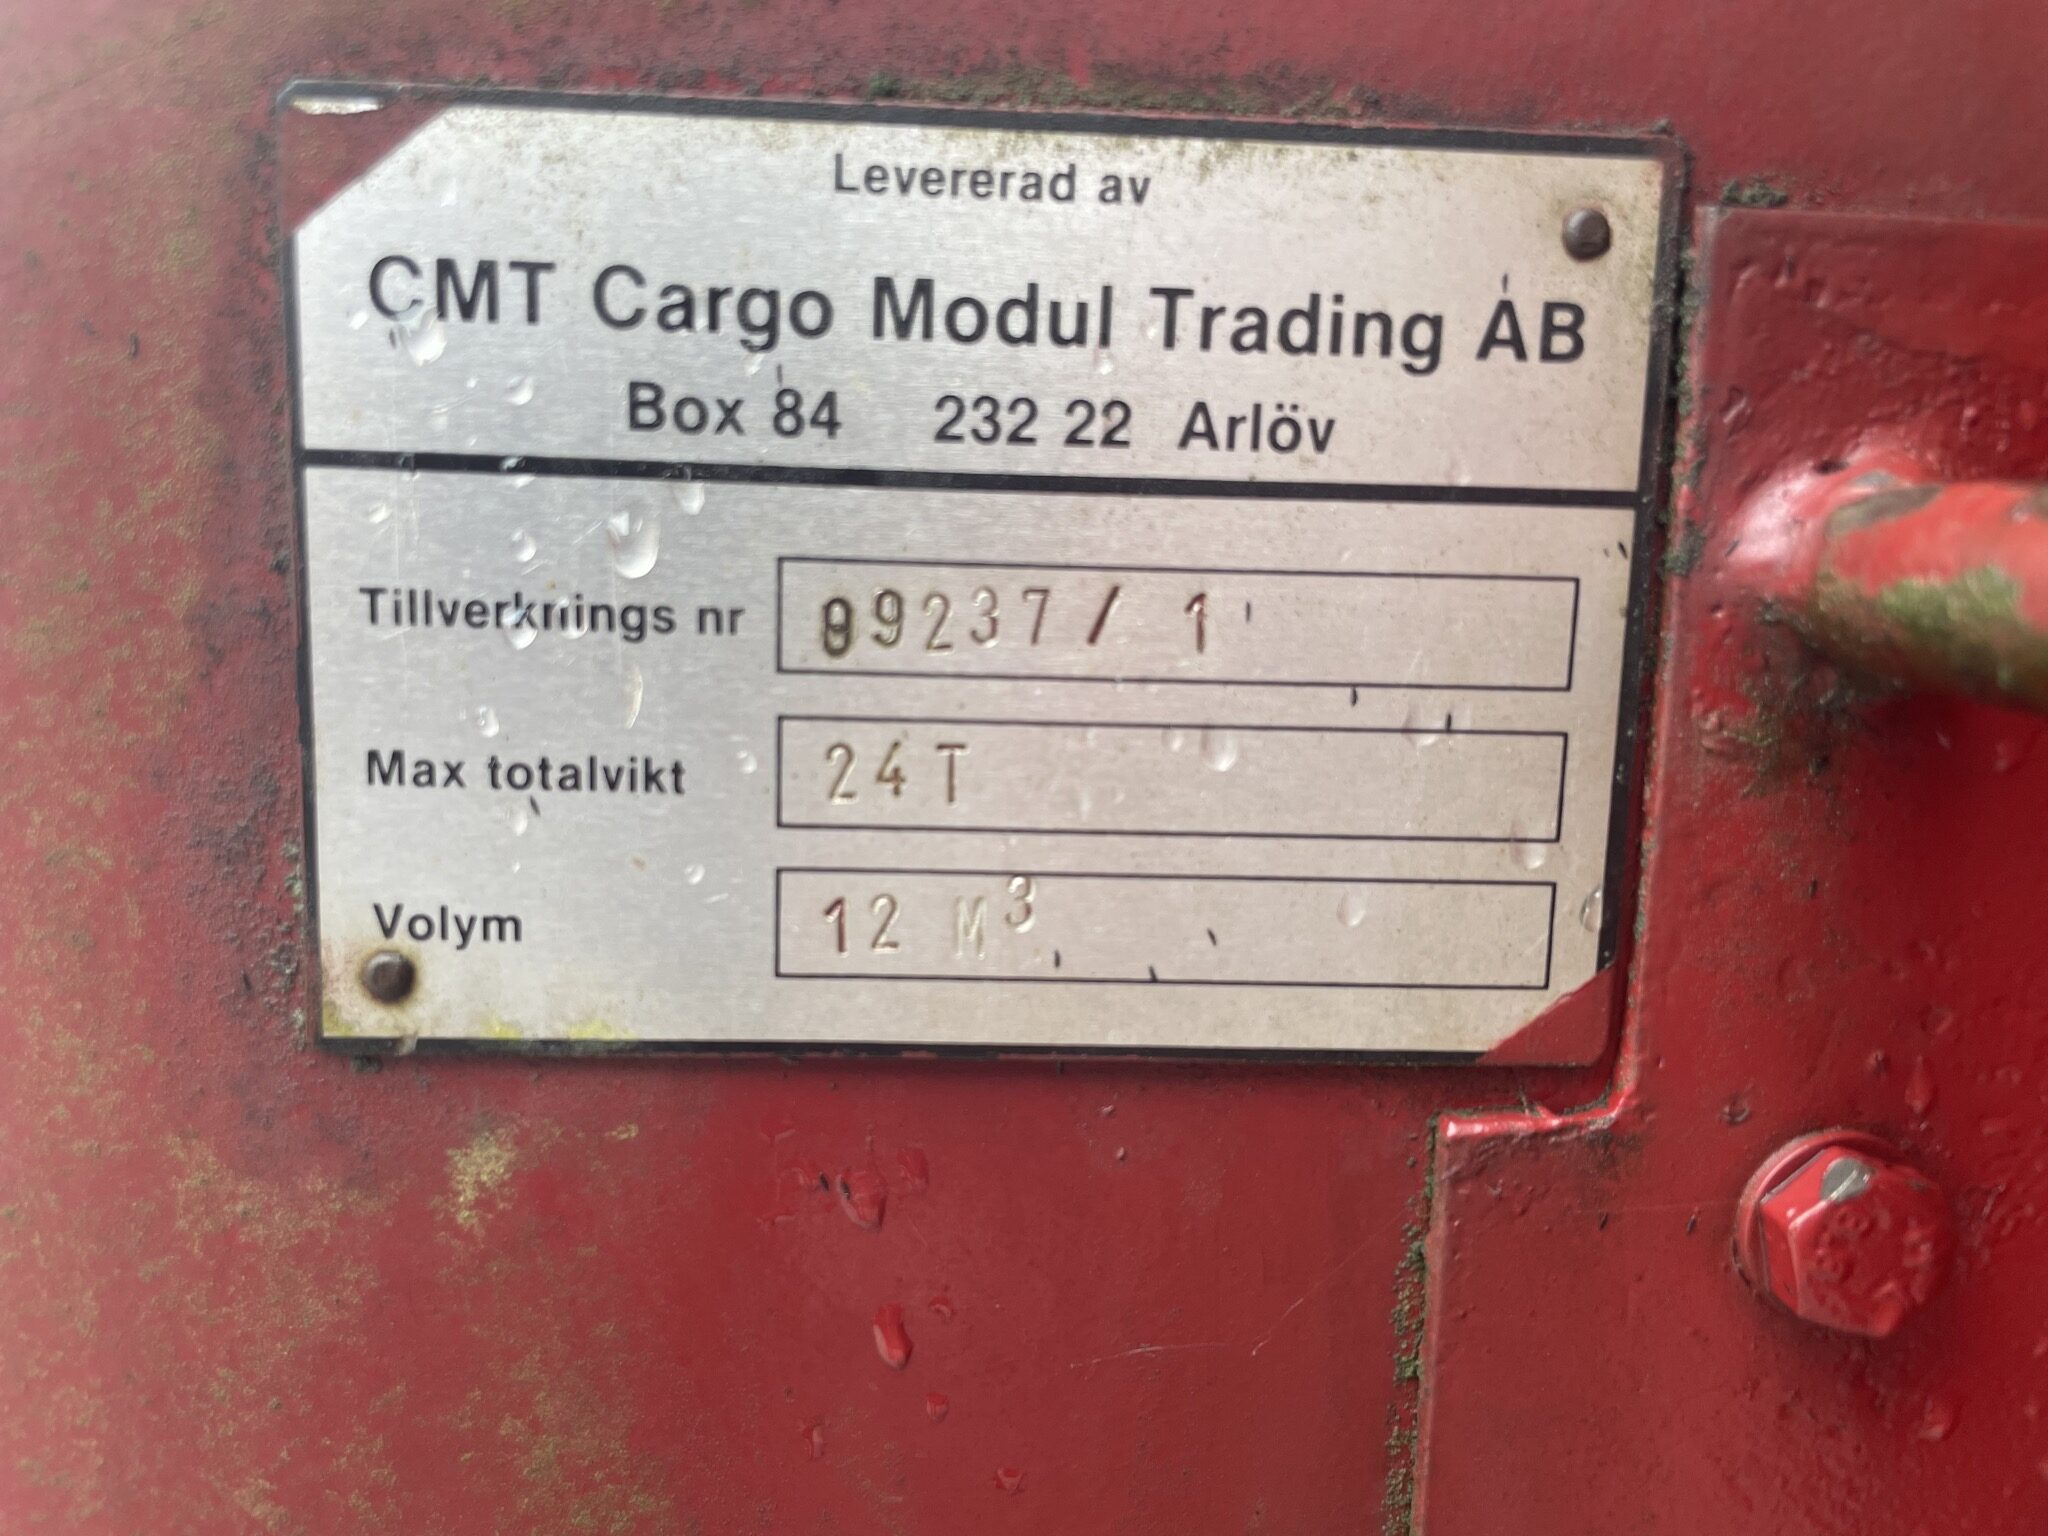 Levererad av
CMT Cargo Modul Trading AB
Box 84 232 22 Arlöv
Tillverknings nr 89237/ 1
Max totalvikt 24T
Volym 12 M³